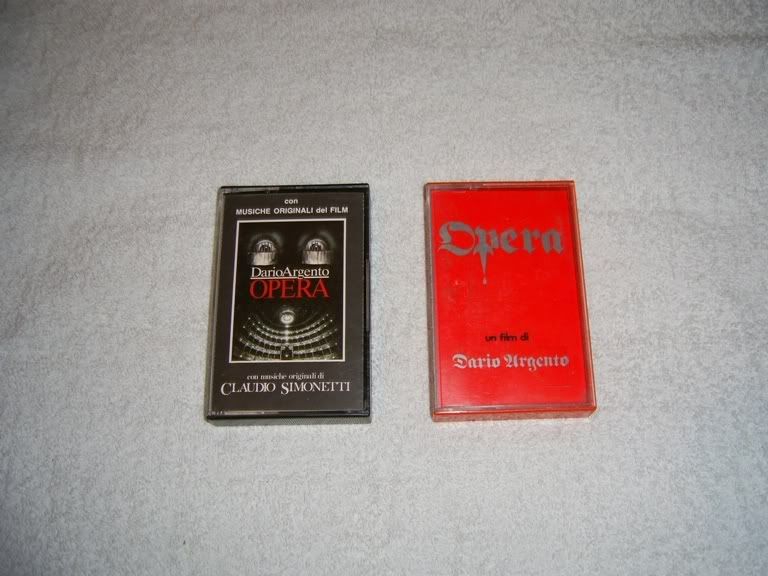 con
MUSICHE ORIGINALI del FILM
DarioArgento
OPERA
con musiche originali di
CLAUDIO SIMONETTI
Opera
un film di
Dario Argento